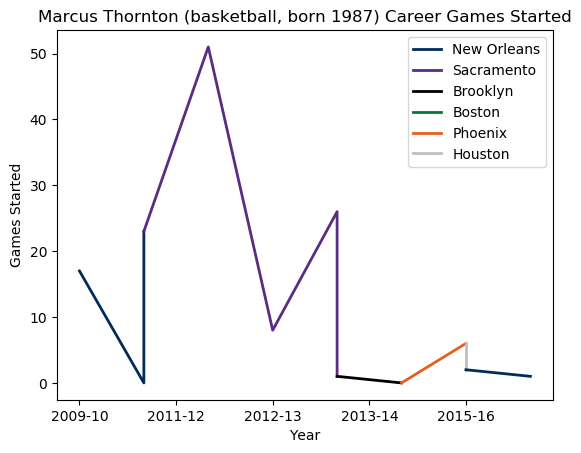 Marcus Thornton (basketball, born 1987) Career Games Started
New Orleans
Sacramento
Brooklyn
Boston
Phoenix
Houston
Games Started
50
40
30
20
10
0
2009-10 2011-12 2012-13 2013-14 2015-16
Year